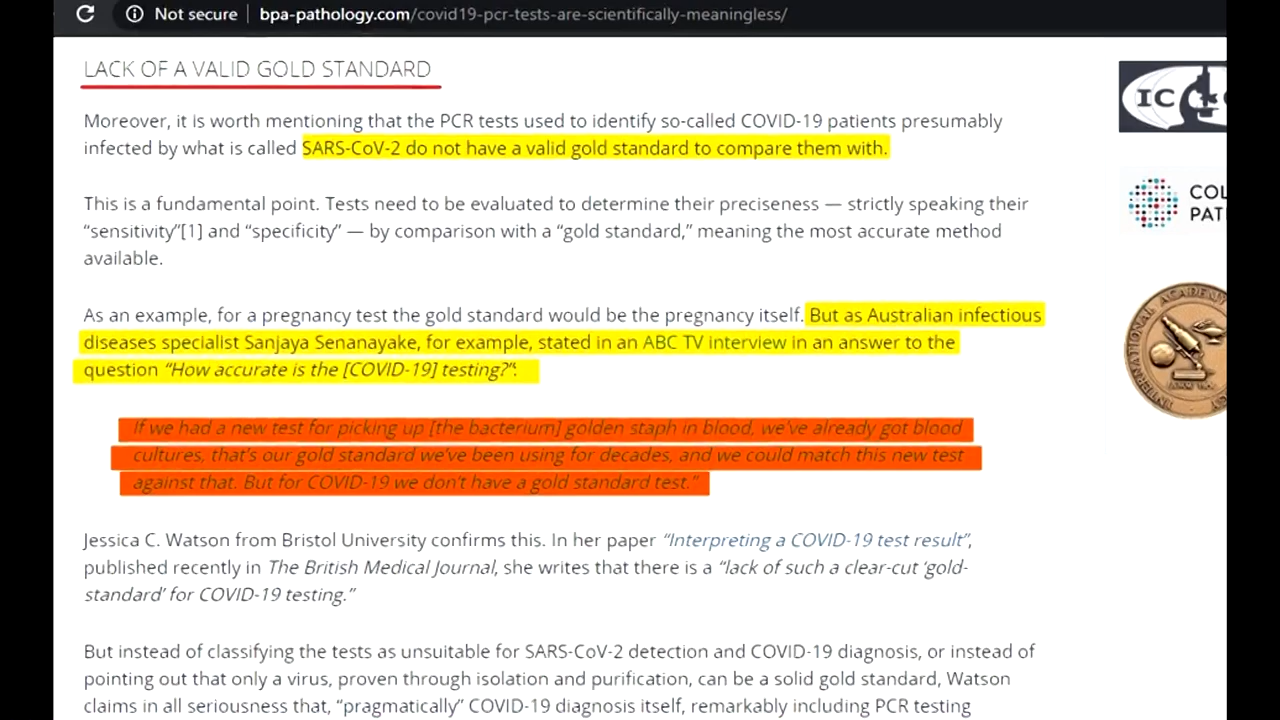 Not secure bpa-pathology.com/covid19-pcr-tests-are-scientifically-meaningless/
LACK OF A VALID GOLD STANDARD
Moreover, it is worth mentioning that the PCR tests used to identify so-called COVID-19 patients presumably
infected by what is called SARS-CoV-2 do not have a valid gold standard to compare them with.
This is a fundamental point. Tests need to be evaluated to determine their preciseness — strictly speaking their
“sensitivity”[1] and “specificity” — by comparison with a “gold standard,” meaning the most accurate method
available.
As an example, for a pregnancy test the gold standard would be the pregnancy itself. But as Australian infectious
diseases specialist Sanjaya Senanayake, for example, stated in an ABC TV interview in an answer to the
question “How accurate is the [COVID-19] testing?“:
If we had a new test for picking up [the bacterium] golden staph in blood, we’ve already got blood
cultures, that’s our gold standard we’ve been using for decades, and we could match this new test
against that. But for COVID-19 we don’t have a gold standard test.”
Jessica C. Watson from Bristol University confirms this. In her paper “Interpreting a COVID-19 test result”,
published recently in The British Medical Journal, she writes that there is a “lack of such a clear-cut ‘gold-
standard’ for COVID-19 testing.”
But instead of classifying the tests as unsuitable for SARS-CoV-2 detection and COVID-19 diagnosis, or instead of
pointing out that only a virus, proven through isolation and purification, can be a solid gold standard, Watson
claims in all seriousness that, “pragmatically” COVID-19 diagnosis itself, remarkably including PCR testing
IC
COL
PAT
INTERNATIONAL ACADEMY